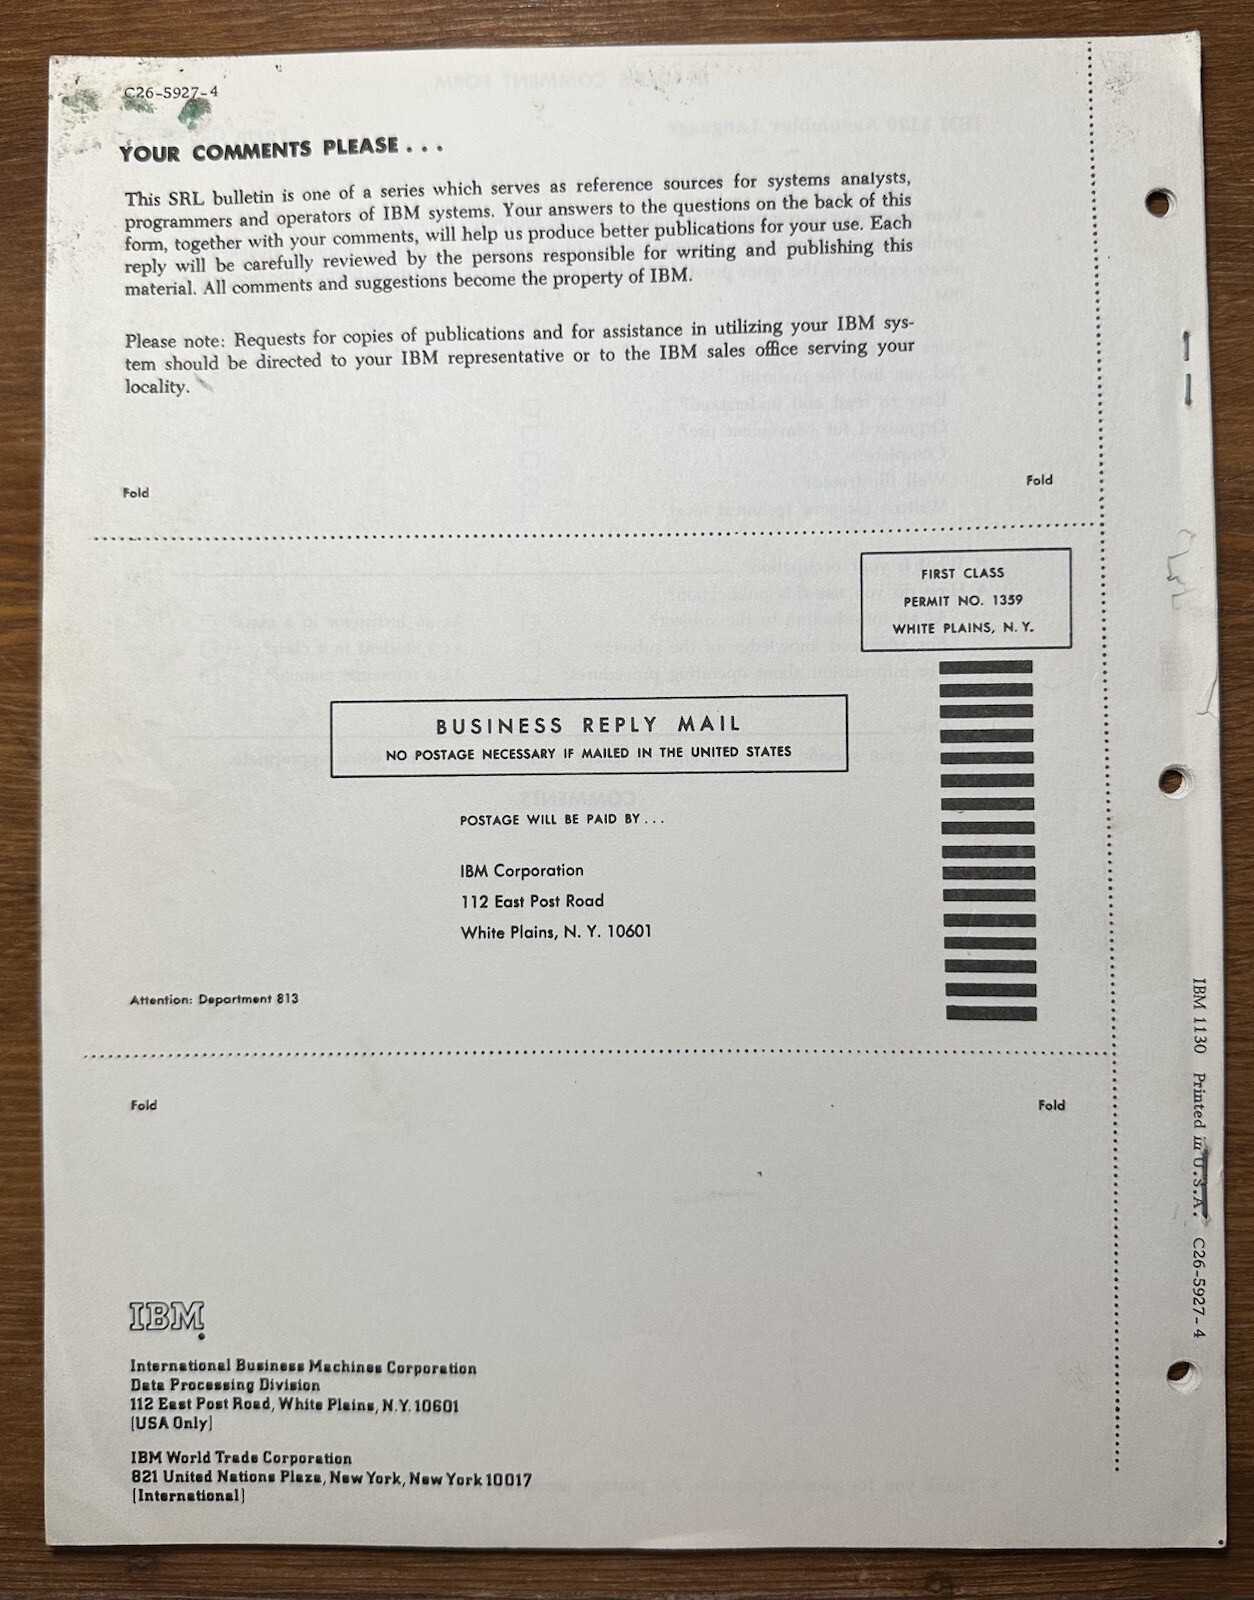 C26-5927-4
YOUR COMMENTS PLEASE . . .
This SRL bulletin is one of a series which serves as reference sources for systems analysts,
programmers and operators of IBM systems. Your answers to the questions on the back of this
form, together with your comments, will help us produce better publications for your use. Each
reply will be carefully reviewed by the persons responsible for writing and publishing this
material. All comments and suggestions become the property of IBM.
Please note: Requests for copies of publications and for assistance in utilizing your IBM sys-
tem should be directed to your IBM representative or to the IBM sales office serving your
locality.
Fold
Fold
FIRST CLASS
PERMIT NO. 1359
WHITE PLAINS, N. Y.
BUSINESS REPLY MAIL
NO POSTAGE NECESSARY IF MAILED IN THE UNITED STATES
POSTAGE WILL BE PAID BY . . .
IBM Corporation
112 East Post Road
White Plains, N. Y. 10601
Attention: Department 813
Fold
Fold
IBM
International Business Machines Corporation
Data Processing Division
112 East Post Road, White Plains, N.Y. 10601
[USA Only]
IBM World Trade Corporation
821 United Nations Plaza, New York, New York 10017
[International]
IBM 1130 Printed in U.S.A. C26-5927-4